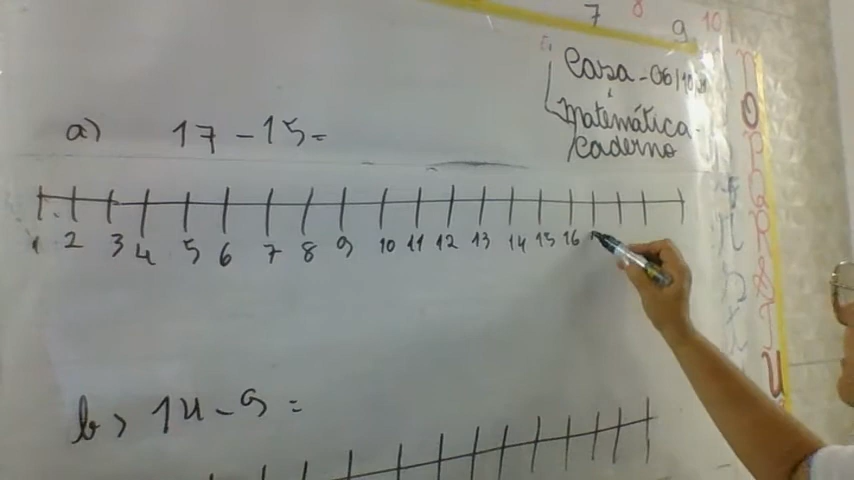 7 8 9 10
Casa - 06/10
Matemática
caderno
a) 17 - 15 =
1 2 3 4 5 6 7 8 9 10 11 12 13 14 15 16
b) 14 - 9 =